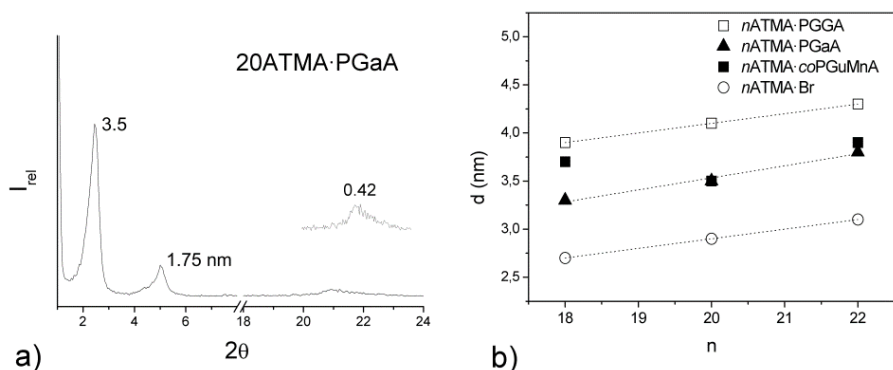 20ATMA·PGaA
3.5
0.42
1.75 nm
I rel
2 4 6 18 20 22 24
2θ
a)
5,0
4,5
4,0
3,5
3,0
2,5
d (nm)
nATMA·PGGA
nATMA·PGaA
nATMA·coPGuMnA
nATMA·Br
18 19 20 21 22
n
b)